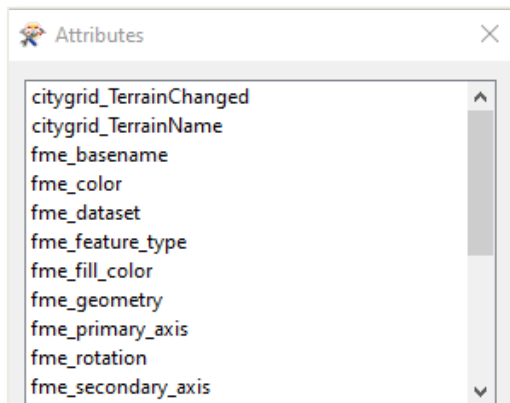 Attributes
citygrid_TerrainChanged
citygrid_TerrainName
fme_basename
fme_color
fme_dataset
fme_feature_type
fme_fill_color
fme_geometry
fme_primary_axis
fme_rotation
fme_secondary_axis